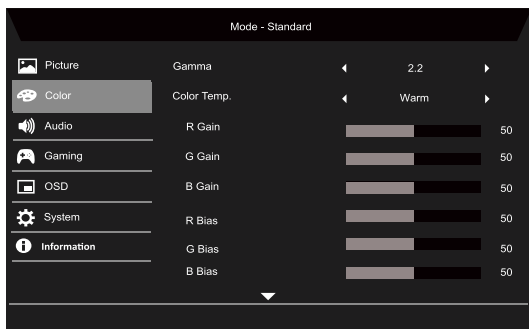 Mode - Standard
Picture
Color
Audio
Gaming
OSD
System
Information
Gamma 2.2
Color Temp. Warm
R Gain 50
G Gain 50
B Gain 50
R Bias 50
G Bias 50
B Bias 50